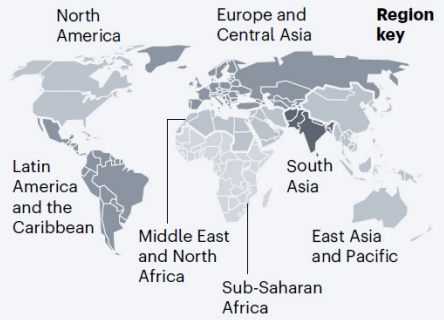 North
America
Europe and
Central Asia
Region
key
Latin
America
and the
Caribbean
South
Asia
Middle East
and North
Africa
East Asia
and Pacific
Sub-Saharan
Africa